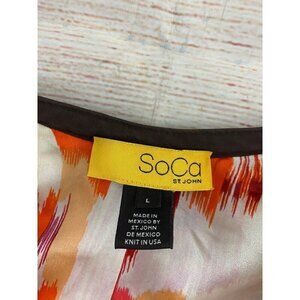 SoCa
ST. JOHN
L
MADE IN
MEXICO BY
ST. JOHN
DE MEXICO
KNIT IN USA